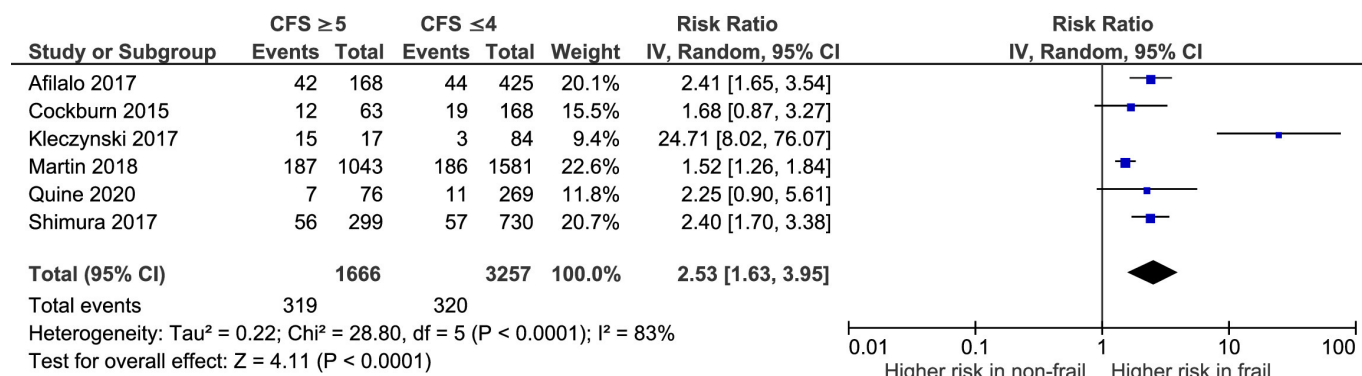 CFS ≥5 CFS ≤4 Risk Ratio Risk Ratio
Study or Subgroup Events Total Events Total Weight IV, Random, 95% CI IV, Random, 95% CI
Afilalo 2017 42 168 44 425 20.1% 2.41 [1.65, 3.54]
Cockburn 2015 12 63 19 168 15.5% 1.68 [0.87, 3.27]
Kleczynski 2017 15 17 3 84 9.4% 24.71 [8.02, 76.07]
Martin 2018 187 1043 186 1581 22.6% 1.52 [1.26, 1.84]
Quine 2020 7 76 11 269 11.8% 2.25 [0.90, 5.61]
Shimura 2017 56 299 57 730 20.7% 2.40 [1.70, 3.38]
Total (95% CI) 1666 3257 100.0% 2.53 [1.63, 3.95]
Total events 319 320
Heterogeneity: Tau² = 0.22; Chi² = 28.80, df = 5 (P < 0.0001); I² = 83%
Test for overall effect: Z = 4.11 (P < 0.0001)
0.01 0.1 1 10 100
Higher risk in non-frail Higher risk in frail